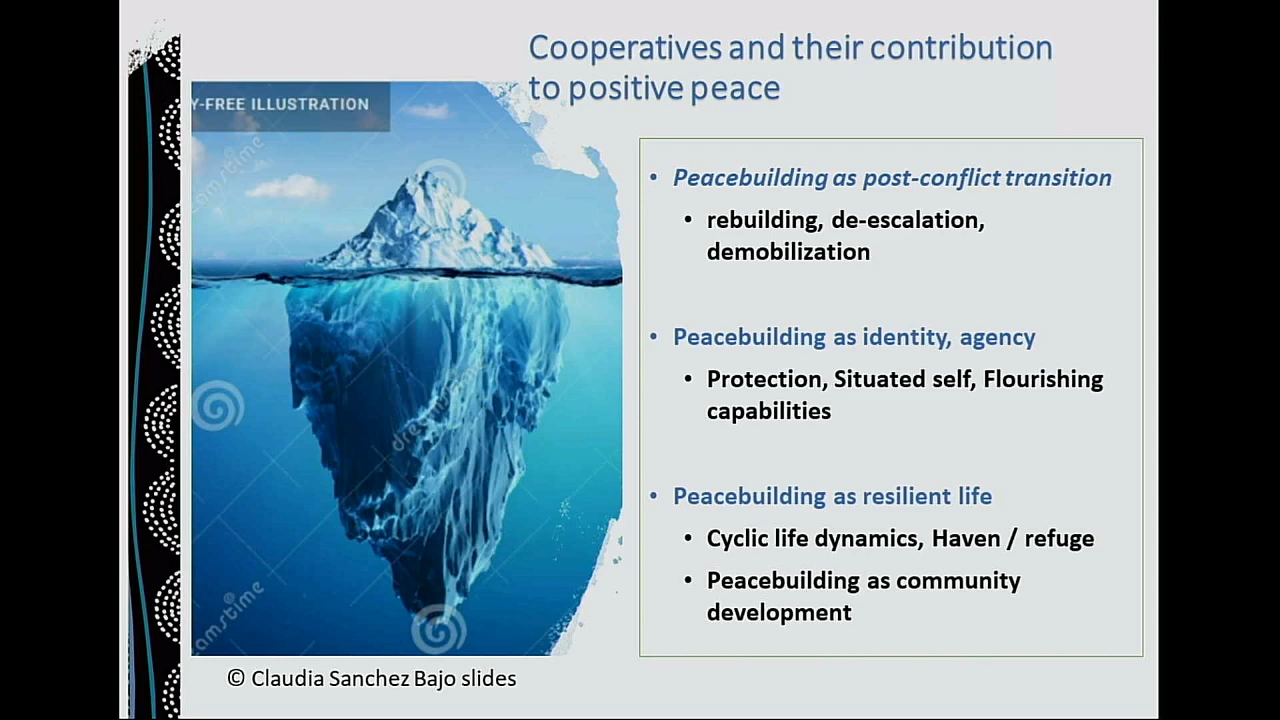 Cooperatives and their contribution
to positive peace
Y-FREE ILLUSTRATION
• Peacebuilding as post-conflict transition
• rebuilding, de-escalation,
demobilization
• Peacebuilding as identity, agency
• Protection, Situated self, Flourishing
capabilities
• Peacebuilding as resilient life
• Cyclic life dynamics, Haven / refuge
• Peacebuilding as community
development
© Claudia Sanchez Bajo slides